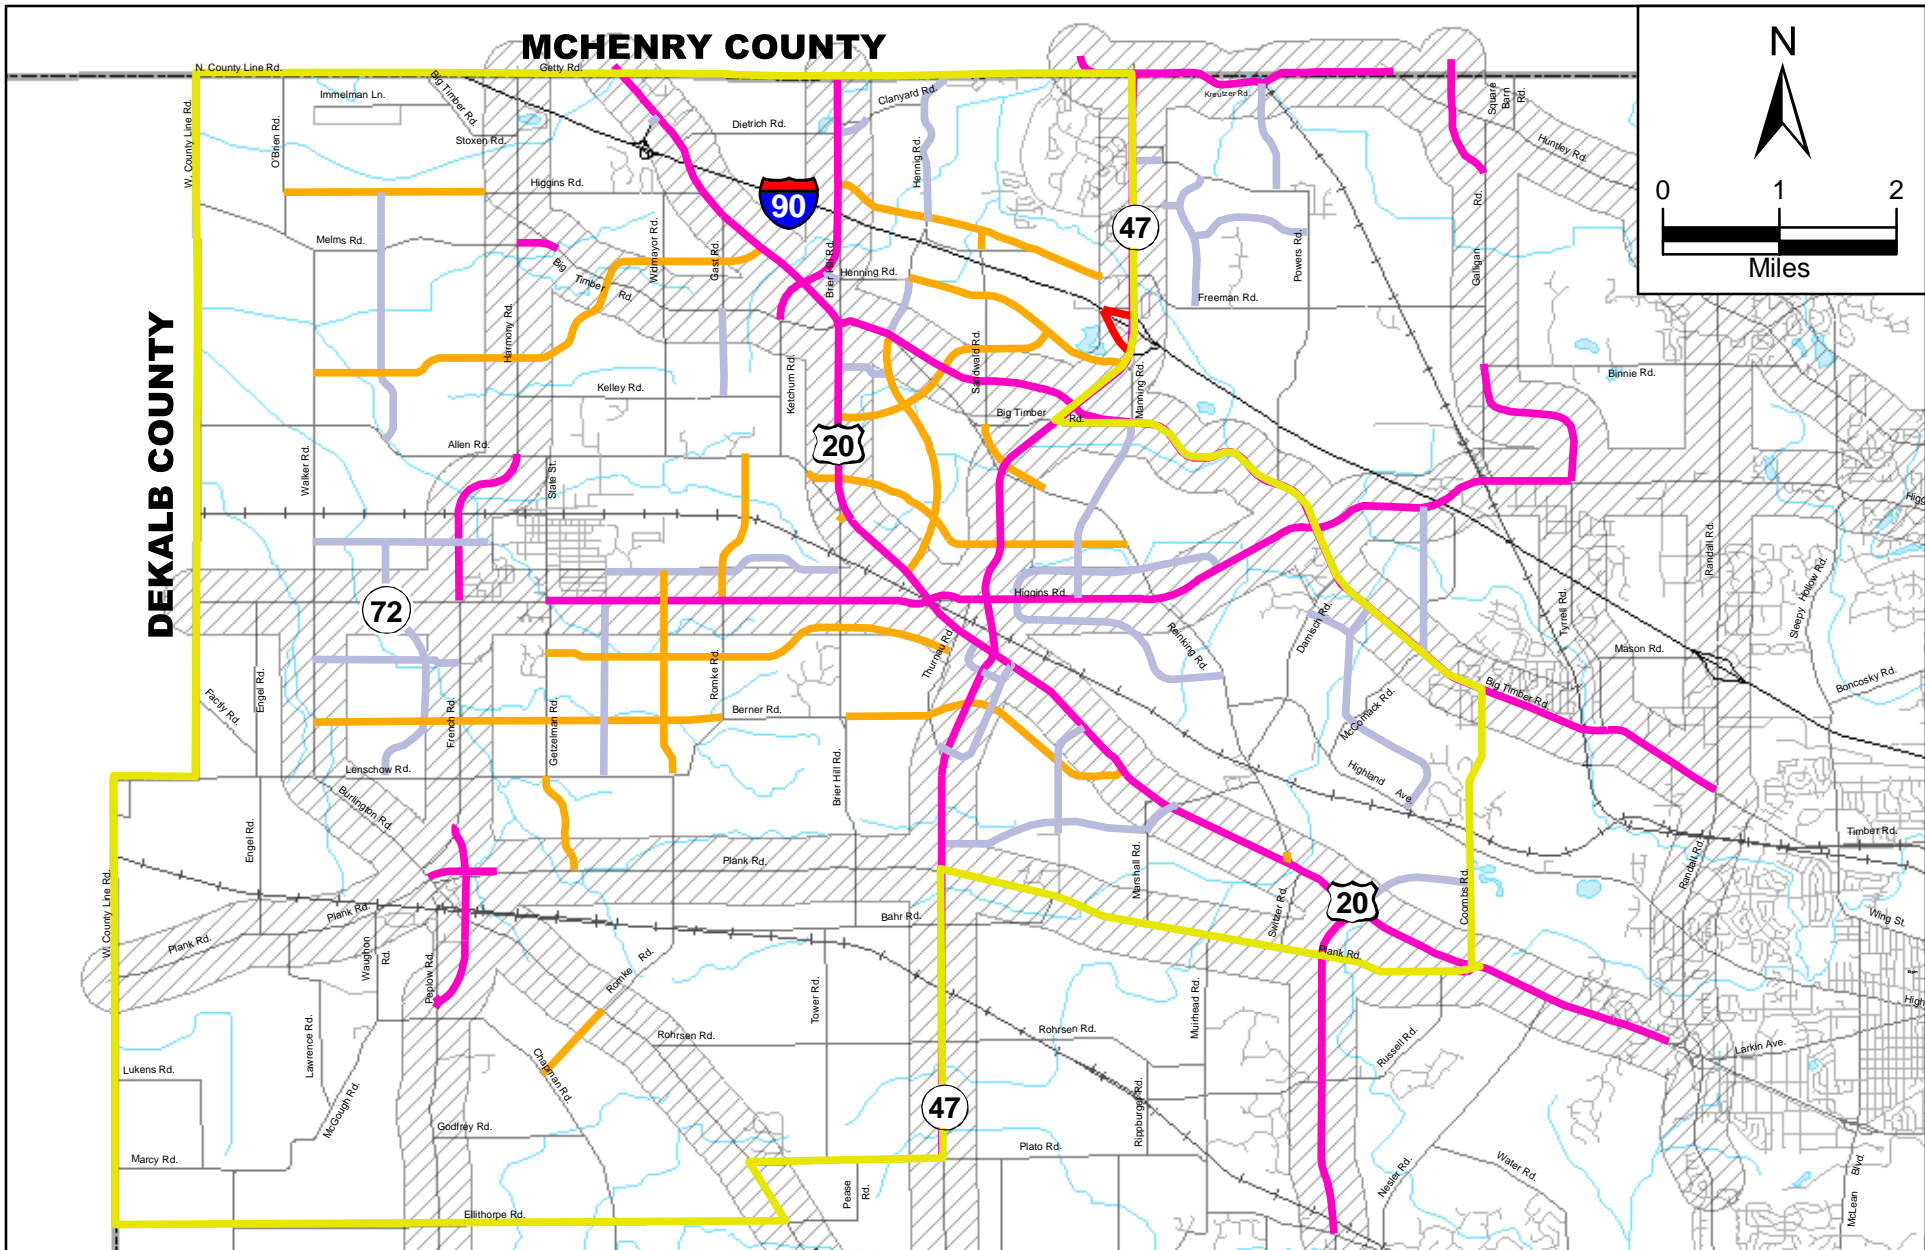 MCHENRY COUNTY
N
0 1 2
Miles
N. County Line Rd.
Getty Rd.
Immelman Ln.
Big Timber Rd.
Stoxen Rd.
O'Brien Rd.
W. County Line Rd.
Dietrich Rd.
Clanyard Rd.
Hennig Rd.
Kreutzer Rd.
Square
Barn
Rd.
Huntley Rd.
Higgins Rd.
90
47
Melms Rd.
Widmayor Rd.
Gast Rd.
Brier Hill Rd.
Henning Rd.
Powers Rd.
Galligan
Rd.
Big
Timber
Rd.
Freeman Rd.
Harmony Rd.
Sandwald Rd.
Manning Rd.
Ketchum Rd.
Kelley Rd.
Binnie Rd.
Big Timber
Rd.
DEKALB COUNTY
20
Allen Rd.
Walker Rd.
State St.
Higg
Randall Rd.
Sleepy Hollow Rd.
Tyrrell Rd.
72
Higgins Rd.
Thurnau Rd.
Reinking Rd.
Damisch Rd.
Mason Rd.
Boncosky Rd.
Big Timber Rd.
McCornack Rd.
Engel Rd.
Factly Rd.
French Rd.
Getzelman Rd.
Romke Rd.
Berner Rd.
Lenschow Rd.
Highland
Ave.
Brier Hill Rd.
Burlington Rd.
Engel Rd.
Timber Rd.
Plank Rd.
Marshall Rd.
Randall Rd.
Coombs Rd.
Switzer Rd.
20
Wing St.
W. County Line Rd.
Plank Rd.
Plank Rd.
Bahr Rd.
Plank Rd.
Waughon
Rd.
Peplow Rd.
Romke Rd.
Tower Rd.
Muirhead Rd.
High
Lawrence Rd.
Rohrsen Rd.
Rohrsen Rd.
Russell Rd.
Larkin Ave.
Lukens Rd.
McGough Rd.
Chapman Rd.
Rippburger Rd.
47
Godfrey Rd.
Marcy Rd.
Plato Rd.
Nesler Rd.
Water Rd.
McLean Blvd.
Pease
Rd.
Ellithorpe Rd.